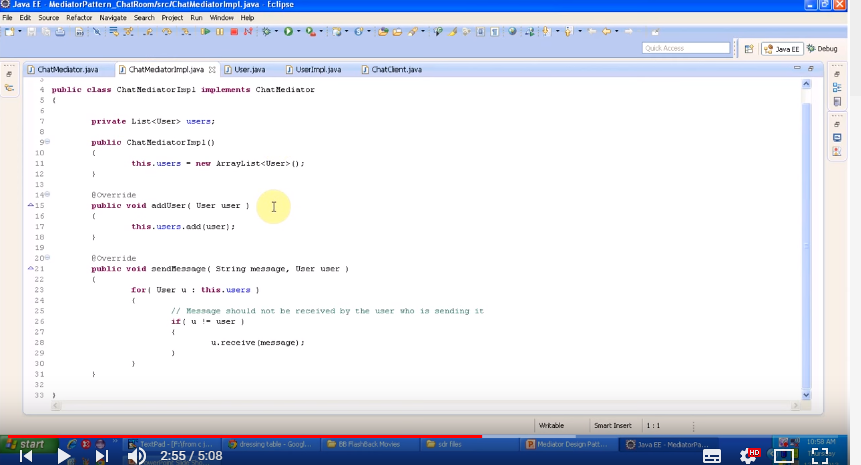 Java EE - MediatorPattern_ChatRoom/src/ChatMediatorImpl.java - Eclipse
File Edit Source Refactor Navigate Search Project Run Window Help
Quick Access
Java EE
Debug
ChatMediator.java
ChatMediatorImpl.java
User.java
UserImpl.java
ChatClient.java
3
4 public class ChatMediatorImpl implements ChatMediator
5 {
6
7 private List<User> users;
8
9 public ChatMediatorImpl()
10 {
11 this.users = new ArrayList<User>();
12 }
13
14 @Override
15 public void addUser( User user )
16 {
17 this.users.add(user);
18 }
19
20 @Override
21 public void sendMessage( String message, User user )
22 {
23 for( User u : this.users )
24 {
25 // Message should not be received by the user who is sending it
26 if( u != user )
27 {
28 u.receive(message);
29 }
30 }
31 }
32
33 }
Writable Smart Insert 1 : 1
start
TextPad - [F:\from c j...
dressing table - Googl...
BB FlashBack Movies
sdr files
Mediator Design Patt...
Java EE - MediatorPa...
10:58 AM
Thursday
2:55 / 5:08
HD